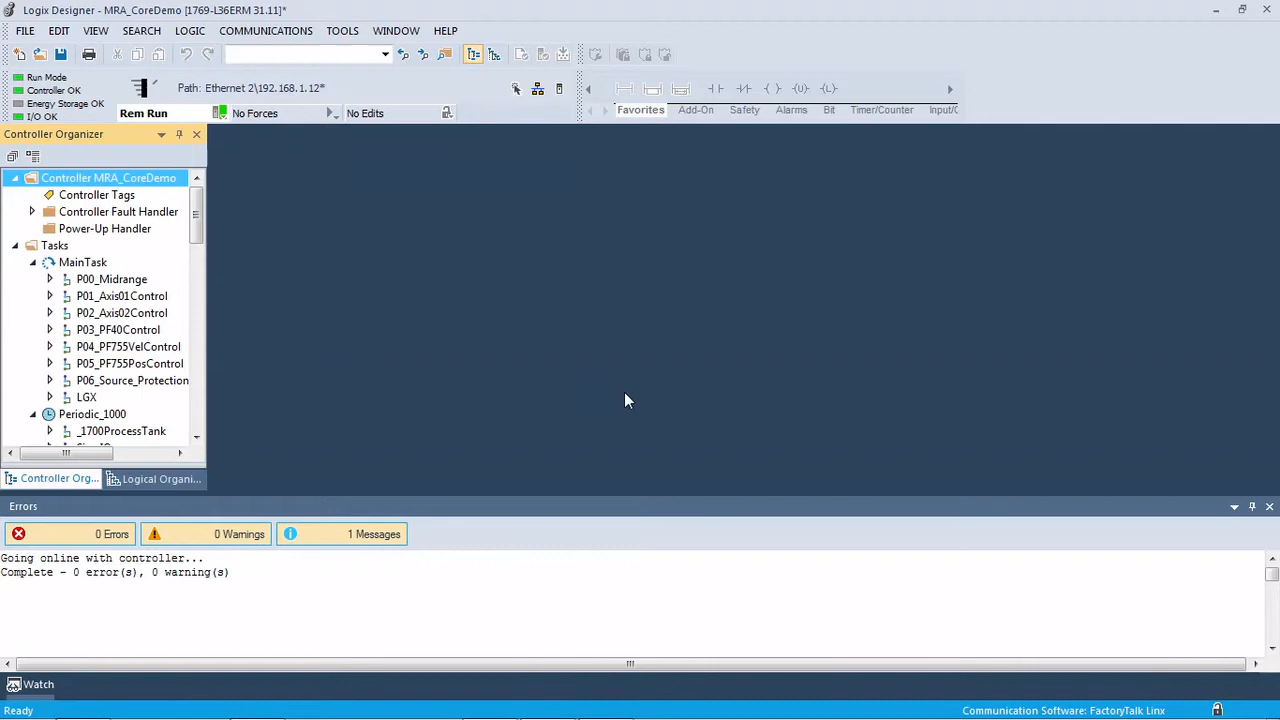 Logix Designer - MRA_CoreDemo [1769-L36ERM 31.11]*
FILE EDIT VIEW SEARCH LOGIC COMMUNICATIONS TOOLS WINDOW HELP
Run Mode
Controller OK
Energy Storage OK
I/O OK
Path: Ethernet 2\192.168.1.12*
Rem Run No Forces No Edits
Favorites Add-On Safety Alarms Bit Timer/Counter Input/
Controller Organizer
Controller MRA_CoreDemo
Controller Tags
Controller Fault Handler
Power-Up Handler
Tasks
MainTask
P00_Midrange
P01_Axis01Control
P02_Axis02Control
P03_PF40Control
P04_PF755VelControl
P05_PF755PosControl
P06_Source_Protection
LGX
Periodic_1000
_1700ProcessTank
Controller Org... Logical Organi...
Errors
0 Errors 0 Warnings 1 Messages
Going online with controller...
Complete - 0 error(s), 0 warning(s)
Watch
Ready Communication Software: FactoryTalk Linx